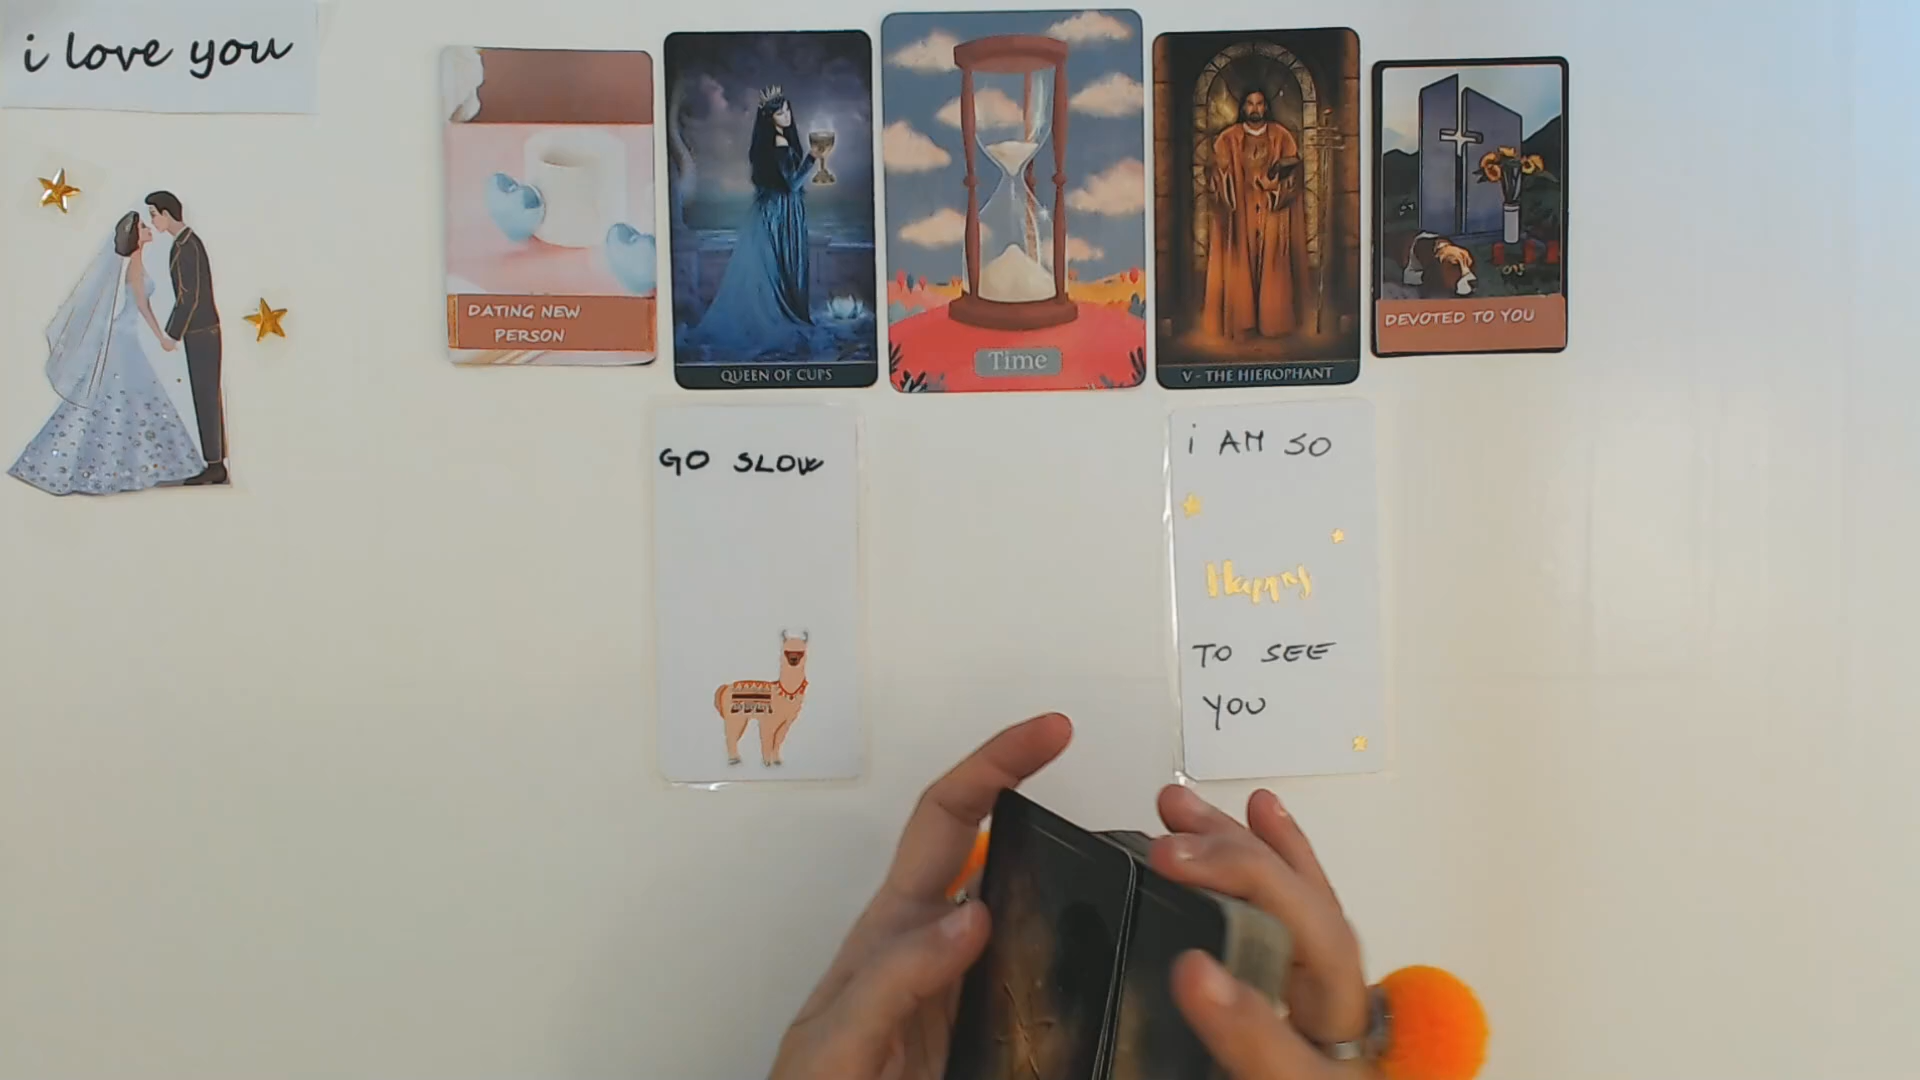 i love you
DATING NEW
PERSON
QUEEN OF CUPS
Time
V - THE HIEROPHANT
DEVOTED TO YOU
GO SLOW
i AM SO
Happy
TO SEE
YOU